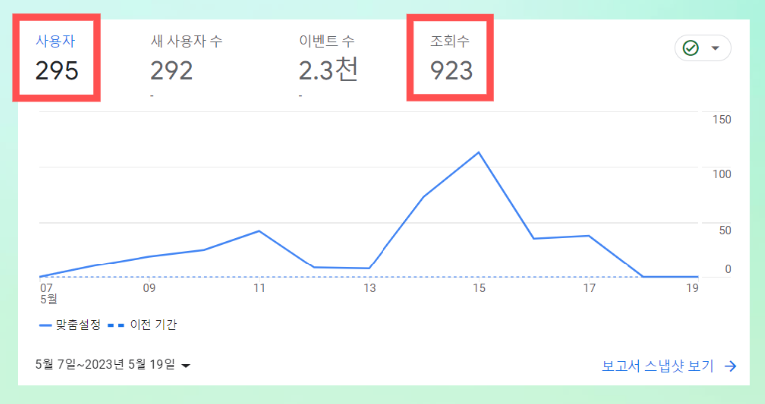 사용자 새 사용자 수 이벤트 수 조회수
295 292 2.3천 923
- -
150
100
50
0
07 09 11 13 15 17 19
5월
맞춤설정 이전 기간
5월 7일~2023년 5월 19일 보고서 스냅샷 보기